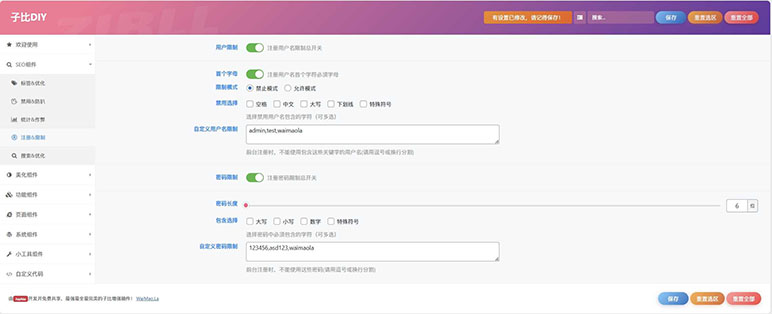 子比DIY
ZIBLL
有设置已修改，请记得保存！
搜索..
保存
重置选区
重置全部
欢迎使用
SEO组件
标签&优化
禁用&防扒
统计&作弊
注册&限制
搜索&优化
美化组件
功能组件
页面组件
系统组件
小工具组件
自定义代码
用户限制 注册用户名限制总开关
首个字母 注册用户名首个字符必须字母
限制模式 禁止模式 允许模式
禁用选择 空格 中文 大写 下划线 特殊符号
选择禁用用户名包含的字符（可多选）
自定义用户名限制 admin,test,waimaola
前台注册时，不能使用包含这些关键字的用户名(请用逗号或换行分割)
密码限制 注册密码限制总开关
密码长度 6 位
包含选择 大写 小写 数字 特殊符号
选择密码中必须包含的字符（可多选）
自定义密码限制 123456,asd123,waimaola
前台注册时，不能使用这些密码(请用逗号或换行分割)
开发并免费共享，最强最全最完美的子比增强插件！ WaiMao.La
保存
重置选区
重置全部